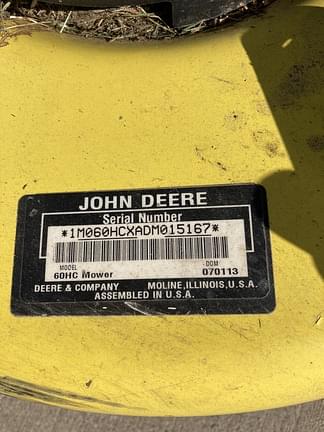 JOHN DEERE
Serial Number
*1M060HCXADM015167*
MODEL DOM
60HC Mower 070113
DEERE & COMPANY MOLINE,ILLINOIS,U.S.A.
ASSEMBLED IN U.S.A.